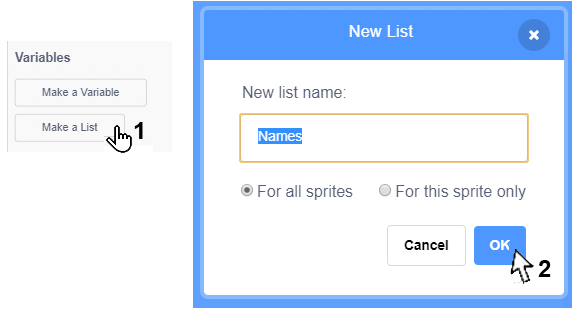 Variables
Make a Variable
Make a List
1
New List
New list name:
Names
For all sprites
For this sprite only
Cancel
OK
2